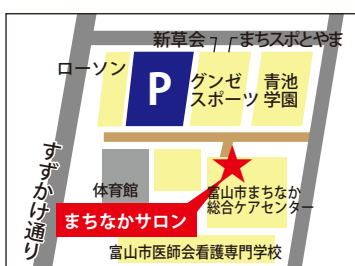 新草会
まちスポとやま
ローソン
P
グンゼ
スポーツ
青池
学園
すずかけ通り
体育館
富山市まちなか
総合ケアセンター
まちなかサロン
富山市医師会看護専門学校